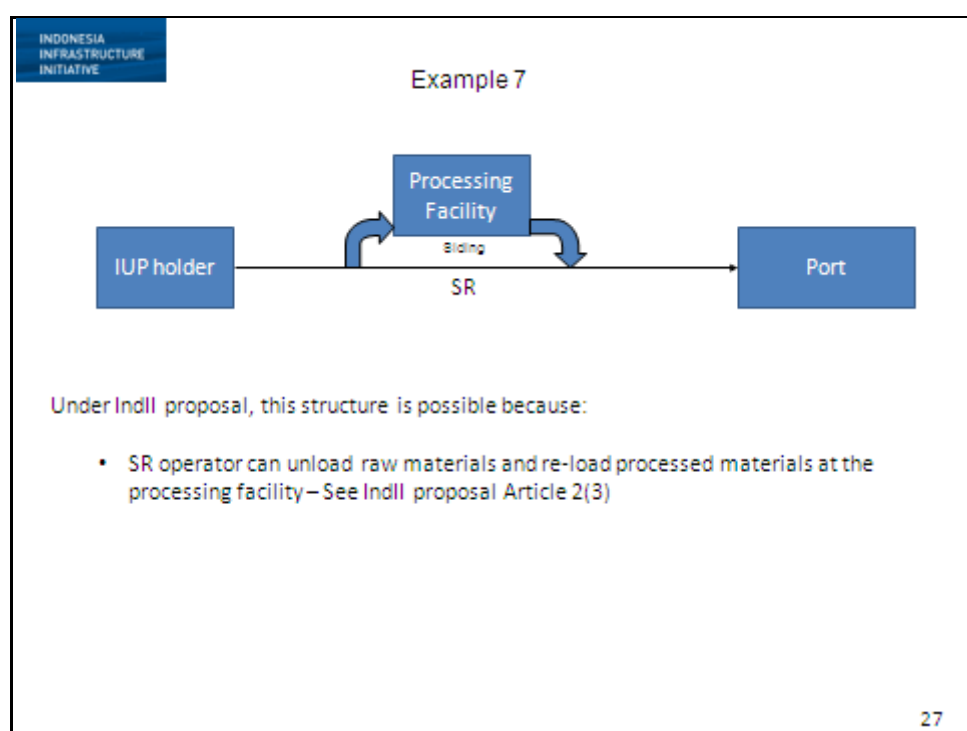 INDONESIA
INFRASTRUCTURE
INITIATIVE
Example 7
Processing
Facility
Siding
IUP holder
SR
Port
Under IndII proposal, this structure is possible because:
• SR operator can unload raw materials and re-load processed materials at the
processing facility – See IndII proposal Article 2(3)
27